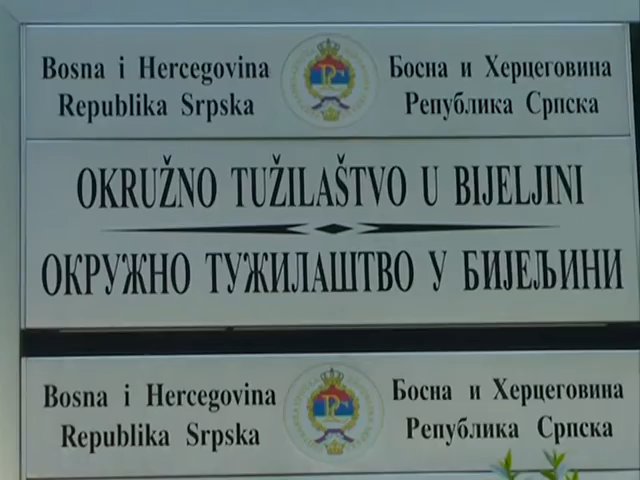 Bosna i Hercegovina
Republika Srpska
Босна и Херцеговина
Република Српска
OKRUŽNO TUŽILAŠTVO U BIJELJINI
ОКРУЖНО ТУЖИЛАШТВО У БИЈЕЉИНИ
Bosna i Hercegovina
Republika Srpska
Босна и Херцеговина
Република Српска